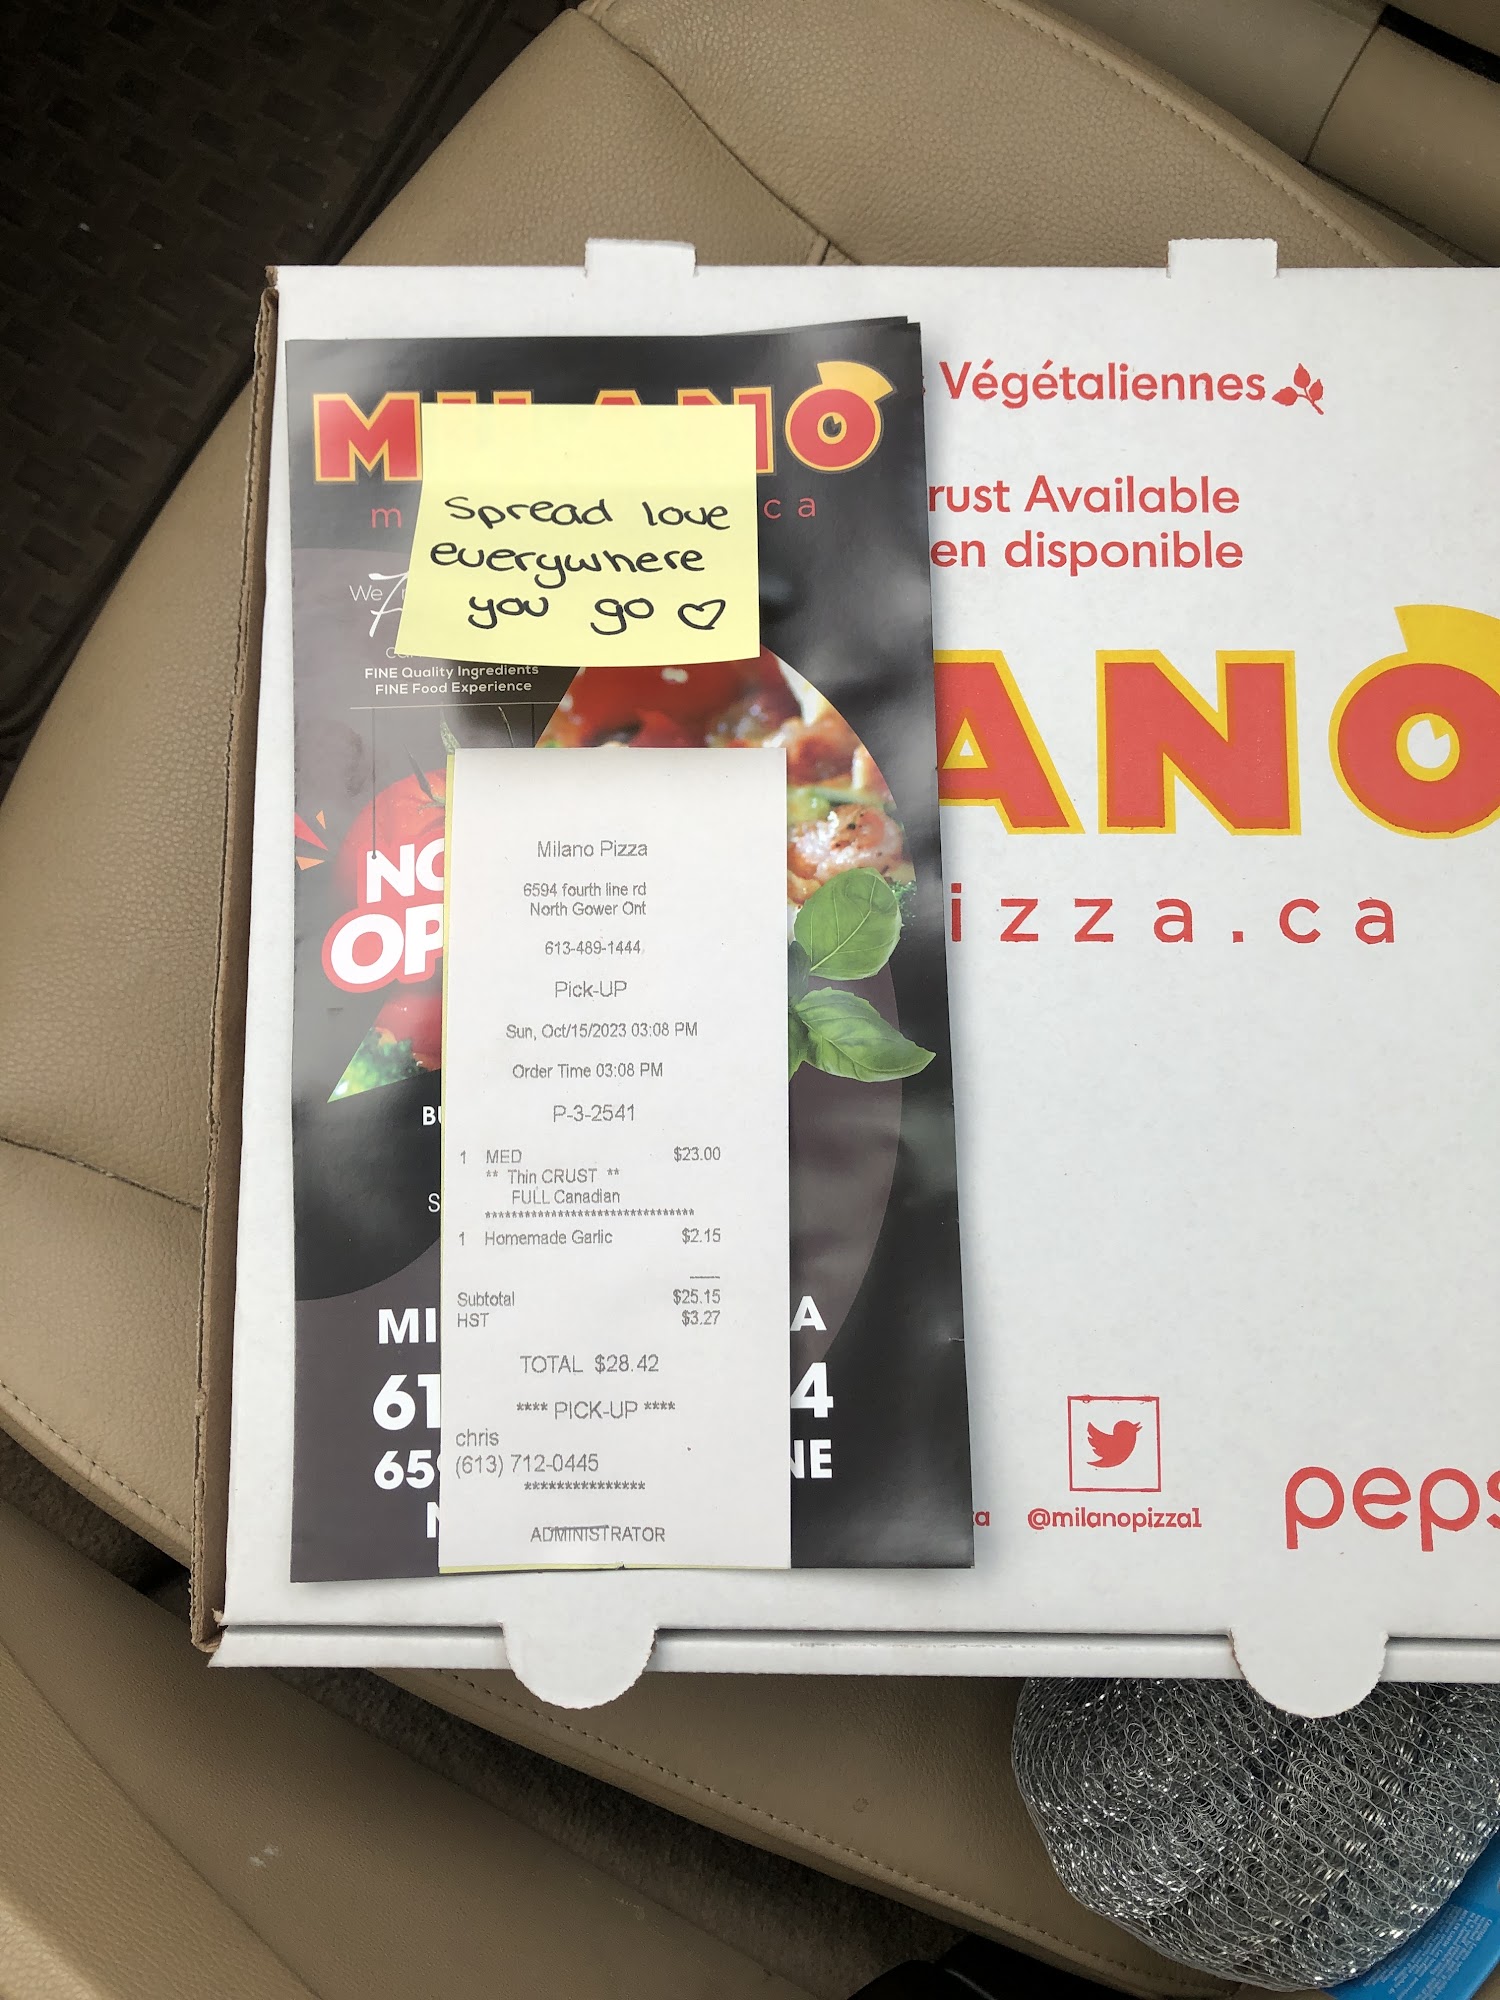 Végétaliennes
rust Available
en disponible
ANO
izza.ca
@milanopizza1
MILANO
m
ca
Spread love
everywhere
you go ♡
We
FINE Quality Ingredients
FINE Food Experience
NO
OP
Milano Pizza
6594 fourth line rd
North Gower Ont
613-489-1444
Pick-UP
Sun, Oct/15/2023 03:08 PM
Order Time 03:08 PM
P-3-2541
1 MED $23.00
** Thin CRUST **
FULL Canadian
********************************
1 Homemade Garlic $2.15
Subtotal $25.15
HST $3.27
TOTAL $28.42
**** PICK-UP ****
chris
(613) 712-0445
***************
ADMINISTRATOR
MI
A
61
4
65
NE
peps